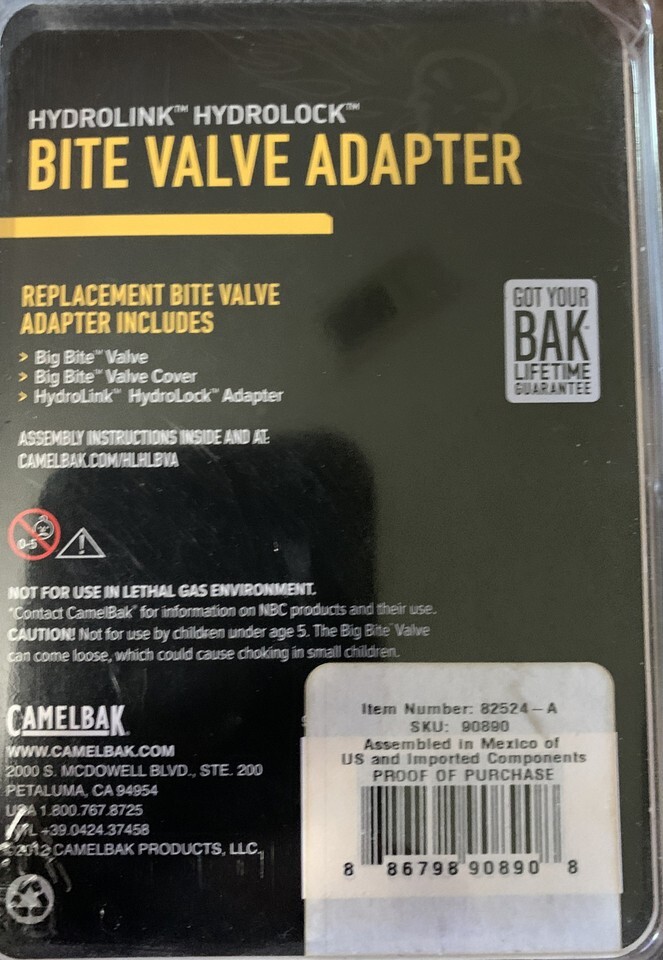 HYDROLINK™ HYDROLOCK™
BITE VALVE ADAPTER
REPLACEMENT BITE VALVE
ADAPTER INCLUDES
> Big Bite™ Valve
> Big Bite™ Valve Cover
> HydroLink™ HydroLock™ Adapter
GOT YOUR
BAK™
LIFETIME
GUARANTEE
ASSEMBLY INSTRUCTIONS INSIDE AND AT:
CAMELBAK.COM/HLHLBVA
0-5
NOT FOR USE IN LETHAL GAS ENVIRONMENT.
*Contact CamelBak® for information on NBC products and their use.
CAUTION! Not for use by children under age 5. The Big Bite™ Valve
can come loose, which could cause choking in small children.
CAMELBAK.
WWW.CAMELBAK.COM
2000 S. MCDOWELL BLVD., STE. 200
PETALUMA, CA 94954
USA 1.800.767.8725
INTL +39.0424.37458
©2012 CAMELBAK PRODUCTS, LLC.
Item Number: 82524-A
SKU: 90890
Assembled in Mexico of
US and Imported Components
PROOF OF PURCHASE
8 86798 90890 8